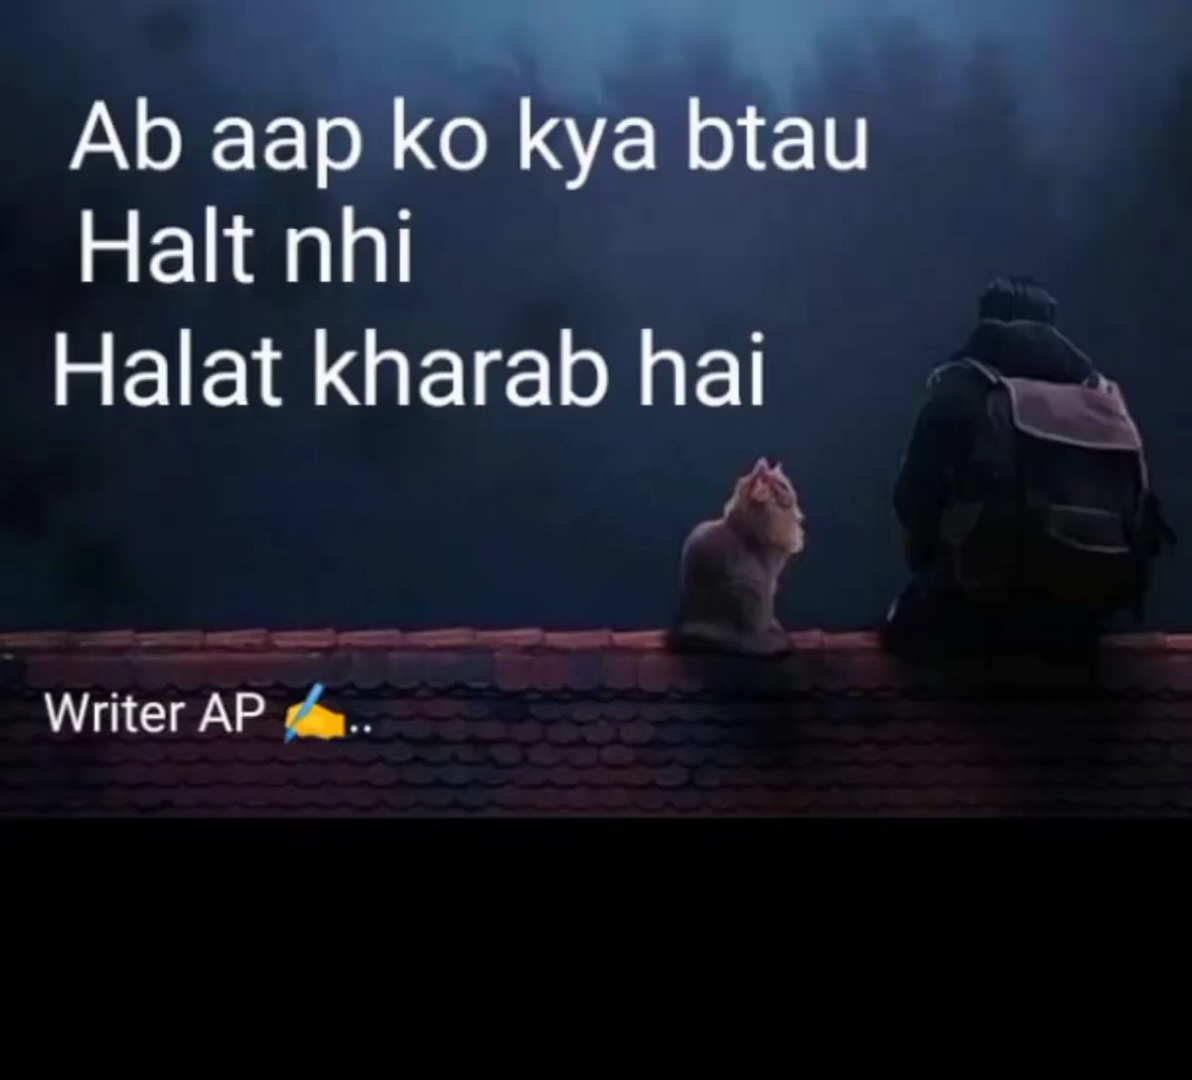 Ab aap ko kya btau
Halt nhi
Halat kharab hai
Writer AP ✍️..